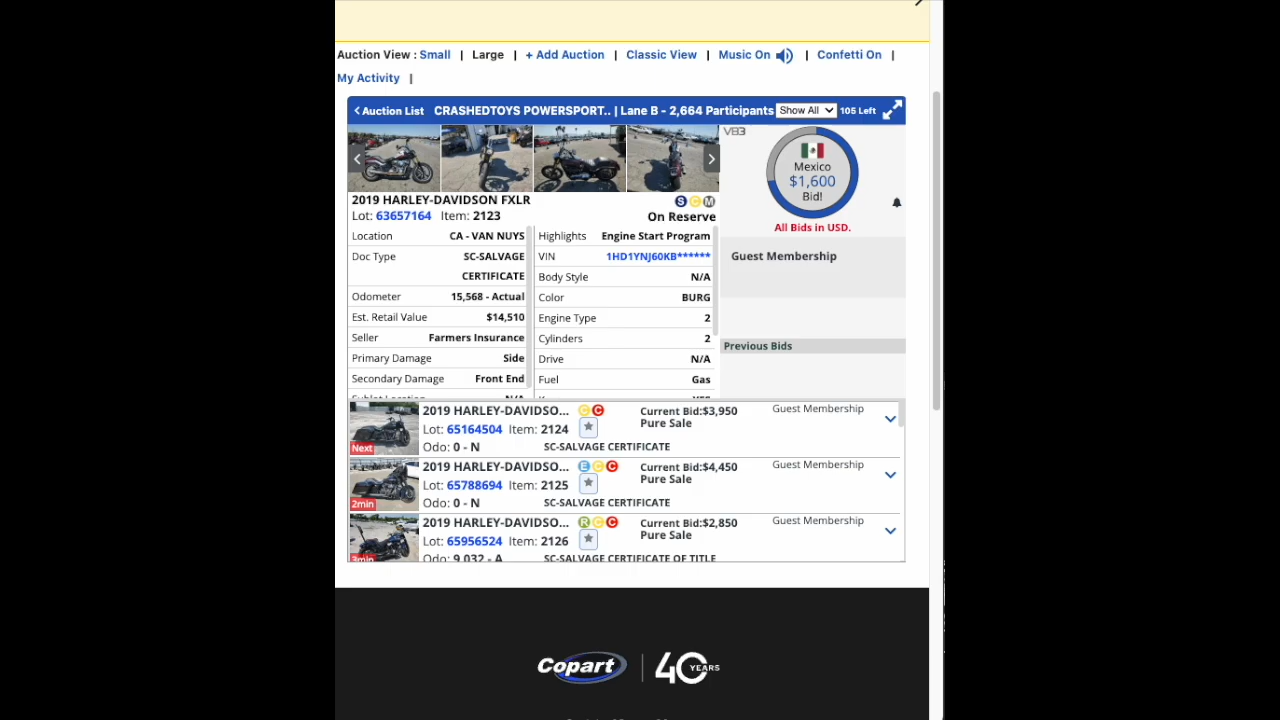 Auction View : Small | Large | + Add Auction | Classic View | Music On | Confetti On |
My Activity |
Auction List CRASHEDTOYS POWERSPORT.. | Lane B - 2,664 Participants Show All 105 Left
VB3
Mexico
$1,600
Bid!
All Bids in USD.
2019 HARLEY-DAVIDSON FXLR S C M
Lot: 63657164 Item: 2123 On Reserve
Location CA - VAN NUYS
Doc Type SC-SALVAGE
CERTIFICATE
Odometer 15,568 - Actual
Est. Retail Value $14,510
Seller Farmers Insurance
Primary Damage Side
Secondary Damage Front End
Highlights Engine Start Program
VIN 1HD1YNJ60KB******
Body Style N/A
Color BURG
Engine Type 2
Cylinders 2
Drive N/A
Fuel Gas
Guest Membership
Previous Bids
2019 HARLEY-DAVIDSO... C C Current Bid:$3,950 Guest Membership
Lot: 65164504 Item: 2124 Pure Sale
Next Odo: 0 - N SC-SALVAGE CERTIFICATE
2019 HARLEY-DAVIDSO... E C C Current Bid:$4,450 Guest Membership
Lot: 65788694 Item: 2125 Pure Sale
2min Odo: 0 - N SC-SALVAGE CERTIFICATE
2019 HARLEY-DAVIDSO... R C C Current Bid:$2,850 Guest Membership
Lot: 65956524 Item: 2126 Pure Sale
3min Odo: 9,032 - A SC-SALVAGE CERTIFICATE OF TITLE
Copart | 40 YEARS